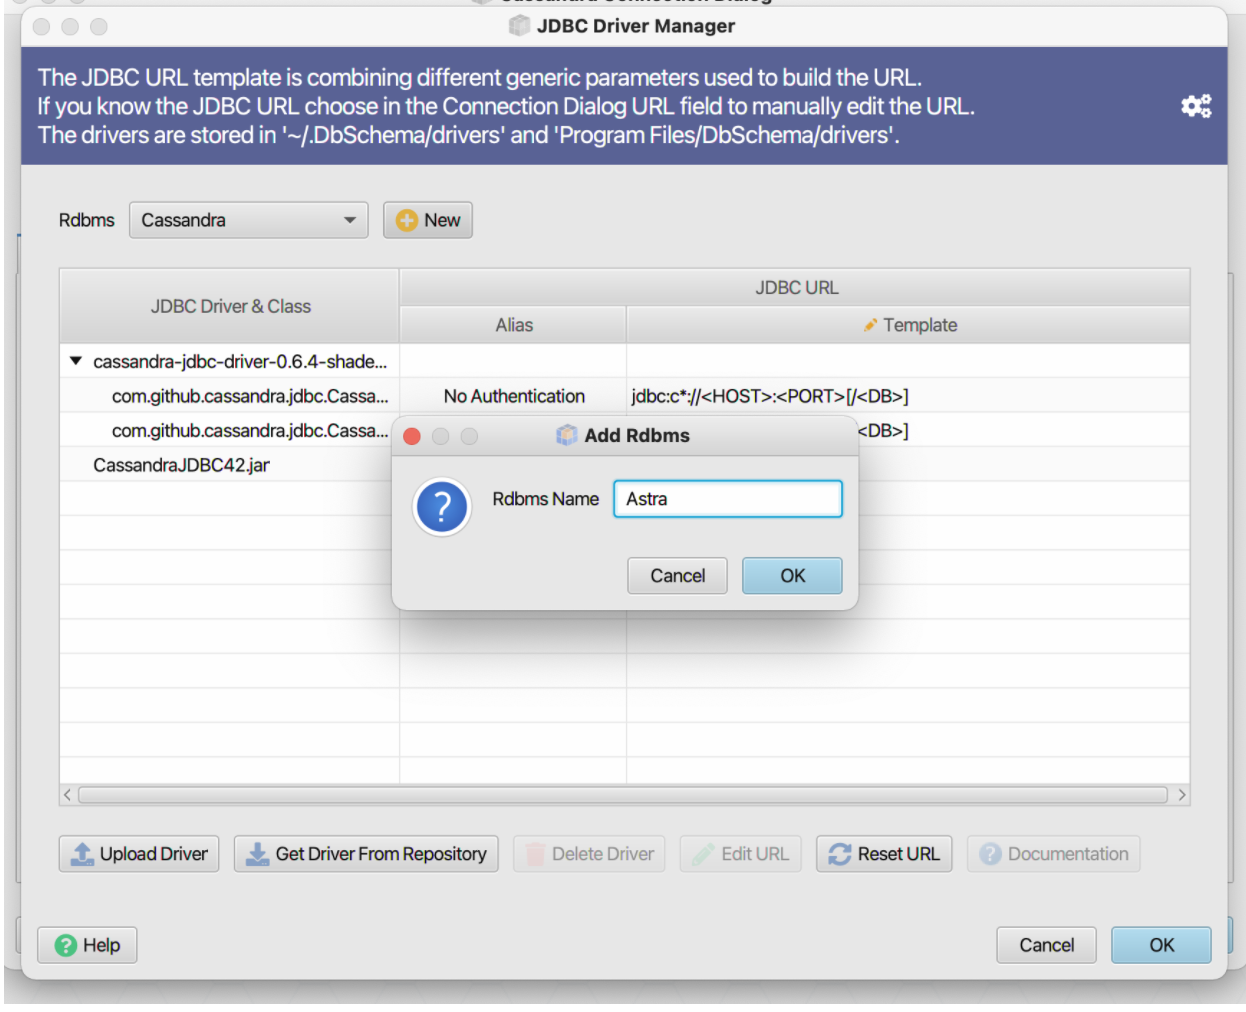 Cassandra Connection Dialog
JDBC Driver Manager
The JDBC URL template is combining different generic parameters used to build the URL.
If you know the JDBC URL choose in the Connection Dialog URL field to manually edit the URL.
The drivers are stored in '~/.DbSchema/drivers' and 'Program Files/DbSchema/drivers'.
Rdbms Cassandra New
JDBC Driver & Class
JDBC URL
Alias Template
cassandra-jdbc-driver-0.6.4-shade...
com.github.cassandra.jdbc.Cassa... No Authentication jdbc:c*://<HOST>:<PORT>[/<DB>]
com.github.cassandra.jdbc.Cassa... <DB>]
CassandraJDBC42.jar
Add Rdbms
Rdbms Name Astra
Cancel OK
Upload Driver Get Driver From Repository Delete Driver Edit URL Reset URL Documentation
Help Cancel OK